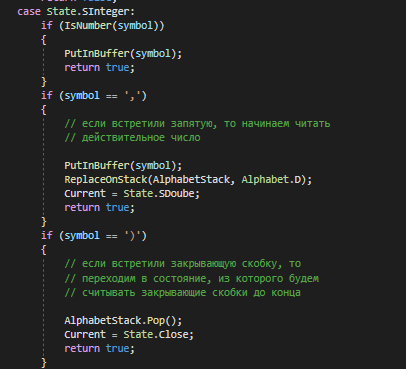 case State.SInteger:
if (IsNumber(symbol))
{
PutInBuffer(symbol);
return true;
}
if (symbol == ',')
{
// если встретили запятую, то начинаем читать
// действительное число
PutInBuffer(symbol);
ReplaceOnStack(AlphabetStack, Alphabet.D);
Current = State.SDoube;
return true;
}
if (symbol == ')')
{
// если встретили закрывающую скобку, то
// переходим в состояние, из которого будем
// считывать закрывающие скобки до конца
AlphabetStack.Pop();
Current = State.Close;
return true;
}